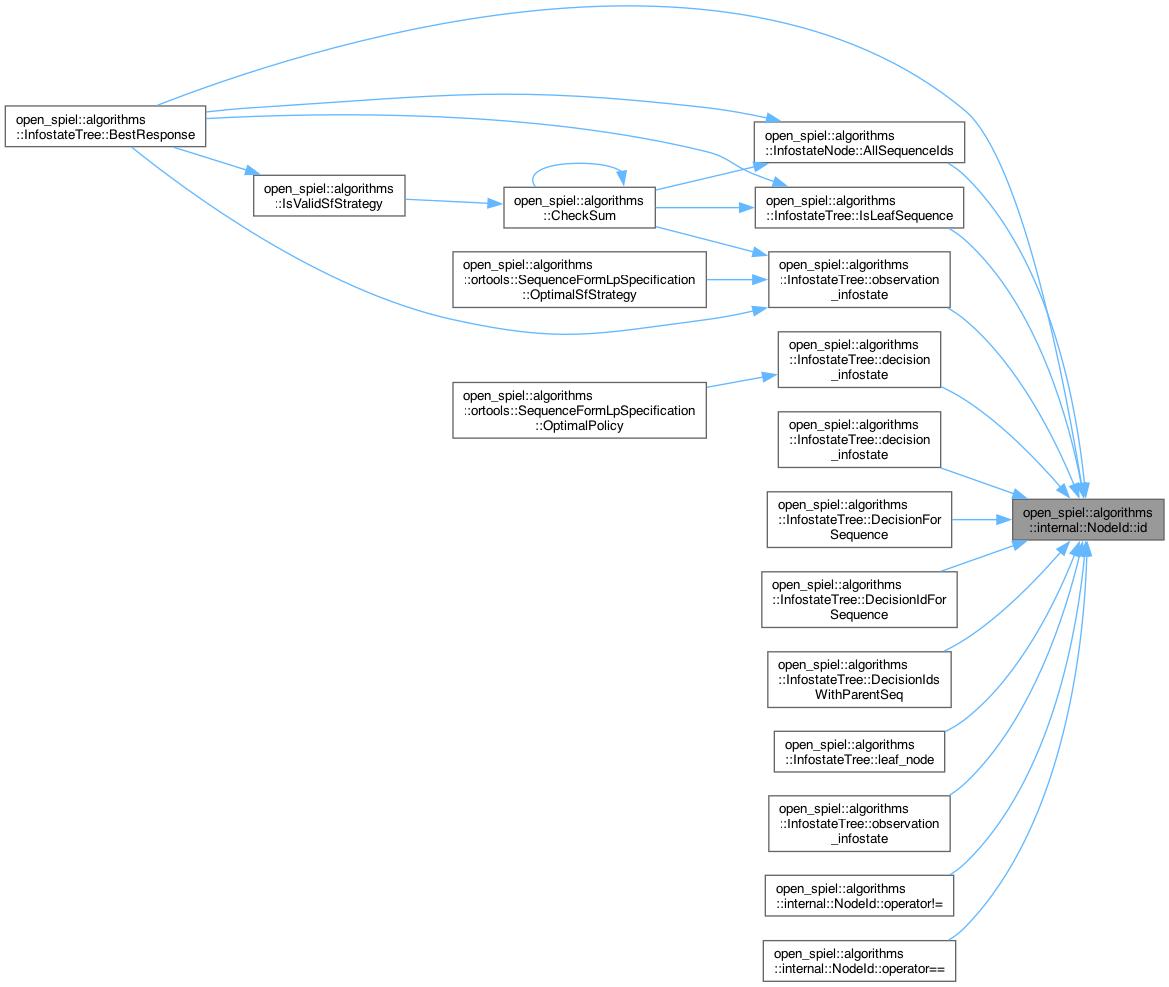 open_spiel::algorithms
::InfostateTree::BestResponse
open_spiel::algorithms
::IsValidSfStrategy
open_spiel::algorithms
::CheckSum
open_spiel::algorithms
::ortools::SequenceFormLpSpecification
::OptimalSfStrategy
open_spiel::algorithms
::ortools::SequenceFormLpSpecification
::OptimalPolicy
open_spiel::algorithms
::InfostateNode::AllSequenceIds
open_spiel::algorithms
::InfostateTree::IsLeafSequence
open_spiel::algorithms
::InfostateTree::observation
_infostate
open_spiel::algorithms
::InfostateTree::decision
_infostate
open_spiel::algorithms
::InfostateTree::decision
_infostate
open_spiel::algorithms
::InfostateTree::DecisionFor
Sequence
open_spiel::algorithms
::InfostateTree::DecisionIdFor
Sequence
open_spiel::algorithms
::InfostateTree::DecisionIds
WithParentSeq
open_spiel::algorithms
::InfostateTree::leaf_node
open_spiel::algorithms
::InfostateTree::observation
_infostate
open_spiel::algorithms
::internal::NodeId::operator!=
open_spiel::algorithms
::internal::NodeId::operator==
open_spiel::algorithms
::internal::NodeId::id